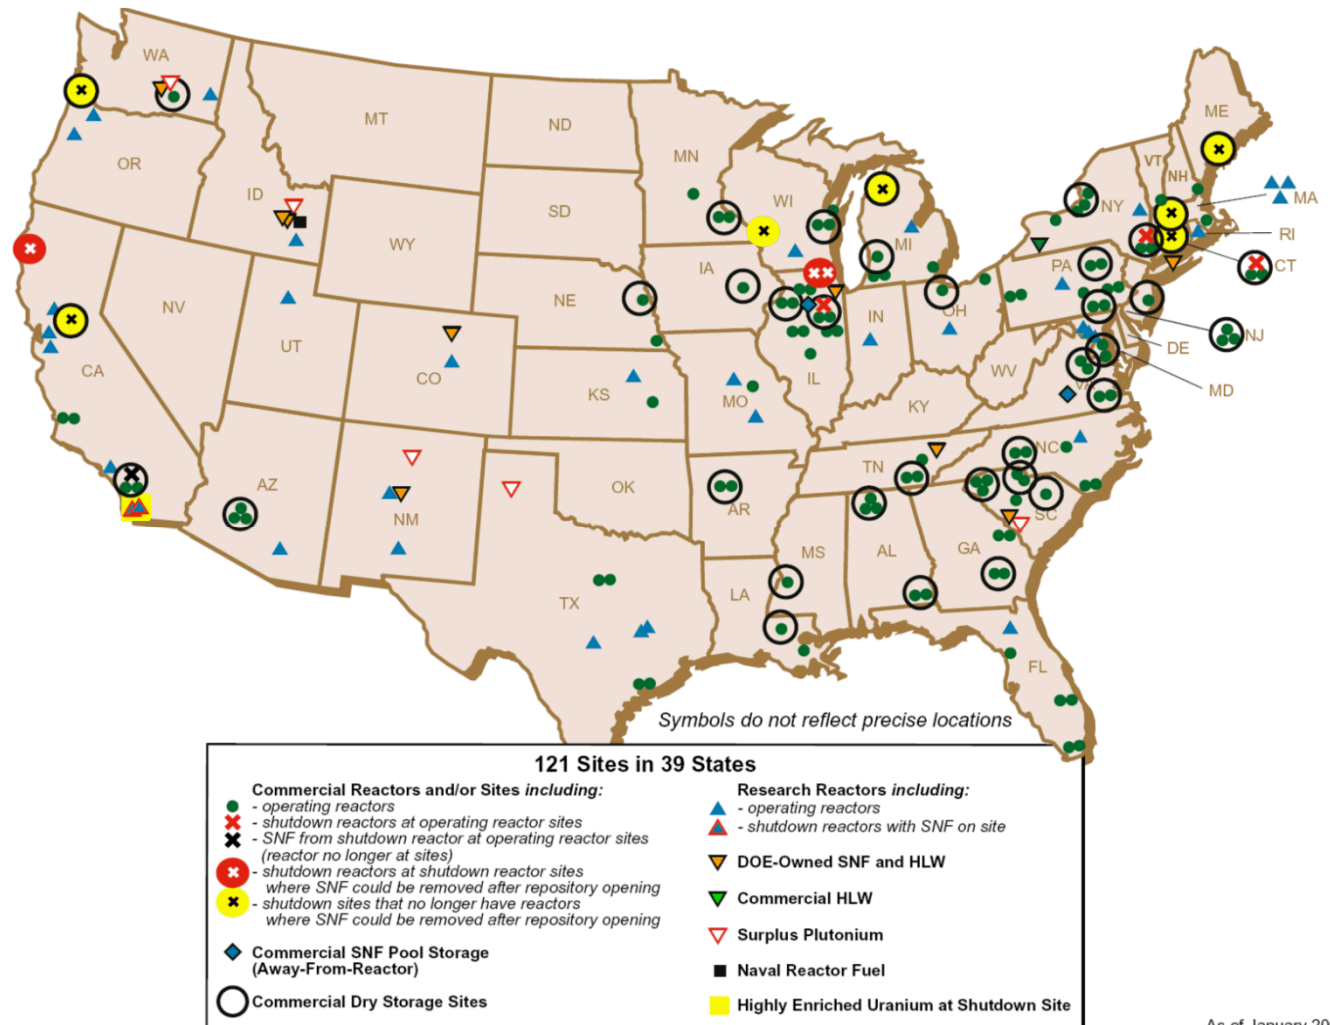 WA
MT
ND
MN
ME
VT
NH
OR
ID
SD
WI
NY
MA
WY
MI
RI
IA
PA
CT
NV
NE
IN
OH
NJ
UT
DE
CA
CO
IL
WV
VA
MD
KS
MO
KY
NC
TN
AZ
OK
AR
SC
NM
MS
AL
GA
LA
TX
FL
Symbols do not reflect precise locations
121 Sites in 39 States
Commercial Reactors and/or Sites including:
- operating reactors
- shutdown reactors at operating reactor sites
- SNF from shutdown reactor at operating reactor sites
(reactor no longer at sites)
- shutdown reactors at shutdown reactor sites
where SNF could be removed after repository opening
- shutdown sites that no longer have reactors
where SNF could be removed after repository opening
Commercial SNF Pool Storage
(Away-From-Reactor)
Commercial Dry Storage Sites
Research Reactors including:
- operating reactors
- shutdown reactors with SNF on site
DOE-Owned SNF and HLW
Commercial HLW
Surplus Plutonium
Naval Reactor Fuel
Highly Enriched Uranium at Shutdown Site
As of January 20